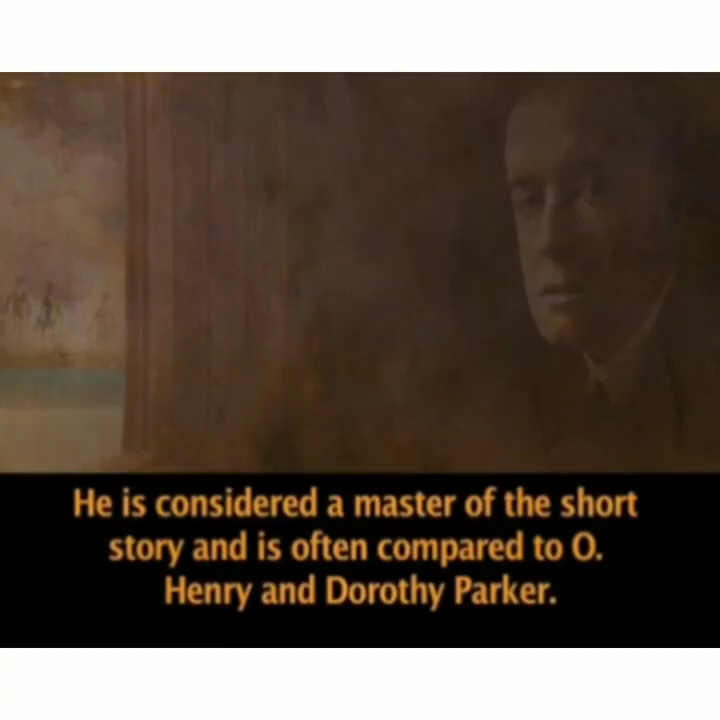 He is considered a master of the short
story and is often compared to O.
Henry and Dorothy Parker.